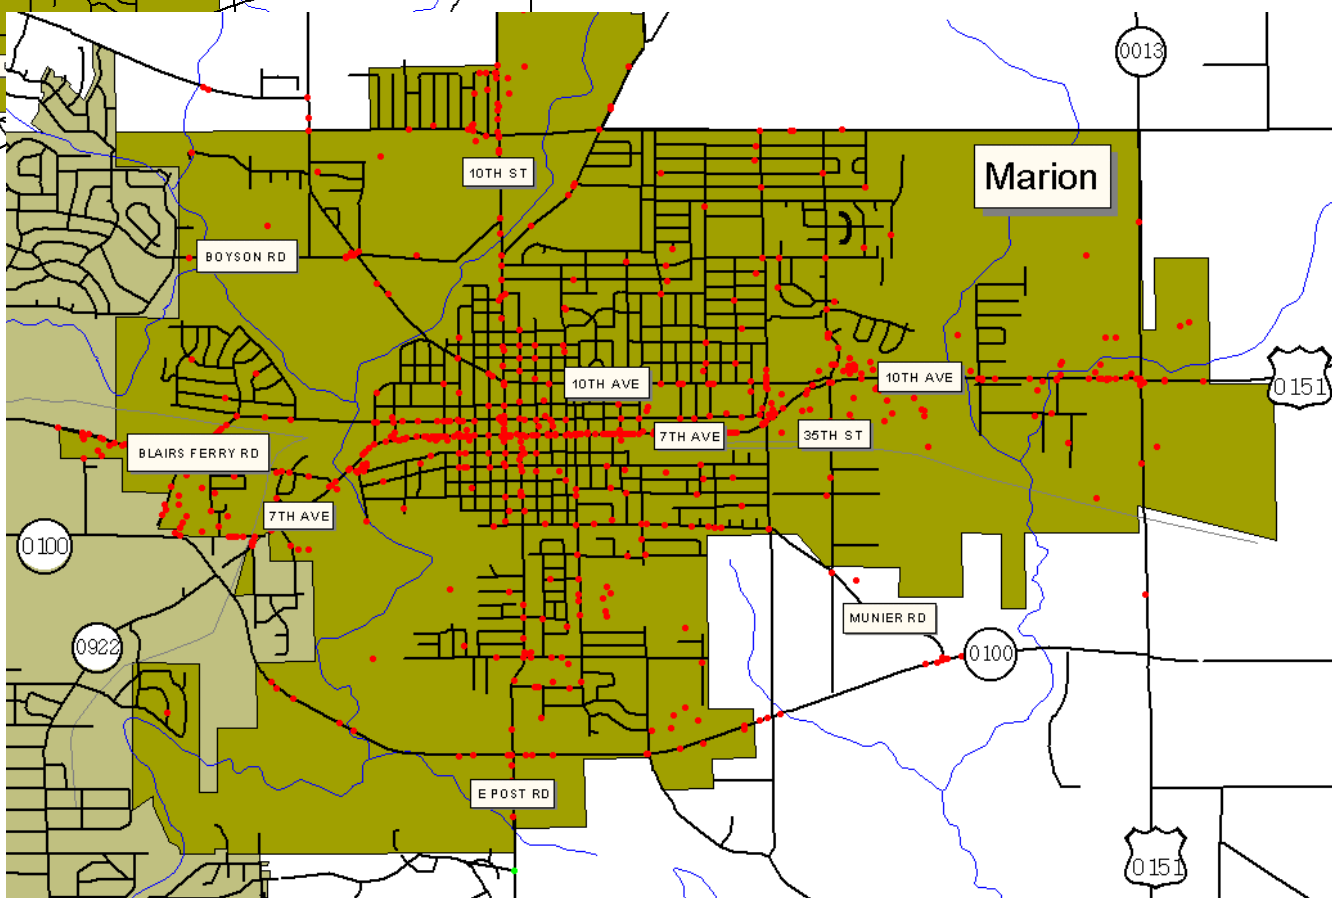 0013
10TH ST
Marion
BOYSON RD
10TH AVE
10TH AVE
0151
7TH AVE
35TH ST
BLAIRS FERRY RD
7TH AVE
0100
MUNIER RD
0922
0100
E POST RD
0151